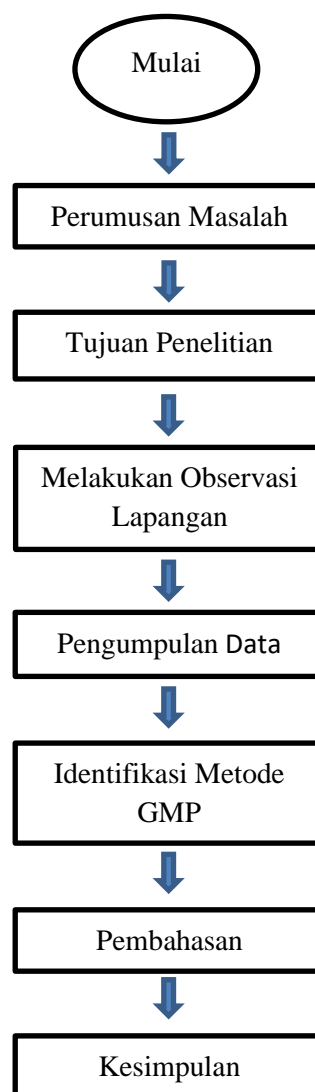 Mulai
Perumusan Masalah
Tujuan Penelitian
Melakukan Observasi
Lapangan
Pengumpulan Data
Identifikasi Metode
GMP
Pembahasan
Kesimpulan